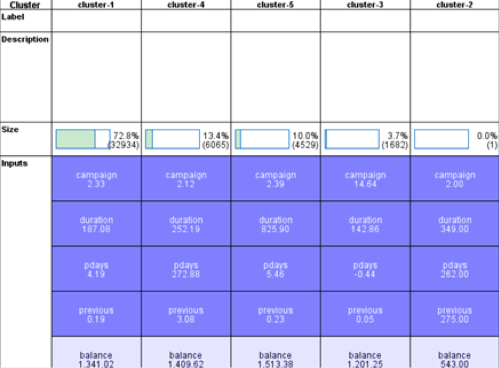 Cluster cluster-1 cluster-4 cluster-5 cluster-3 cluster-2
Label
Description
Size 72.8% 13.4% 10.0% 3.7% 0.0%
(32934) (6065) (4529) (1682) (1)
Inputs
campaign campaign campaign campaign campaign
2.33 2.12 2.39 14.64 2.00
duration duration duration duration duration
187.08 252.19 825.90 142.86 349.00
pdays pdays pdays pdays pdays
4.19 272.88 5.46 -0.44 262.00
previous previous previous previous previous
0.19 3.08 0.23 0.05 275.00
balance balance balance balance balance
1,341.02 1,409.62 1,513.38 1,201.25 543.00